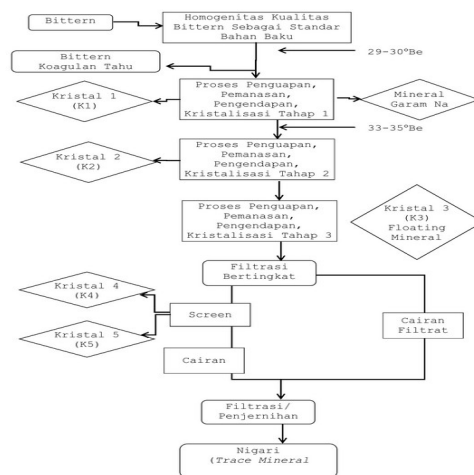 Bittern
Homogenitas Kualitas
Bittern Sebagai Standar
Bahan Baku
29-30°Be
Bittern
Koagulan Tahu
Kristal 1
(K1)
Proses Penguapan,
Pemanasan,
Pengendapan,
Kristalisasi Tahap 1
Mineral
Garam Na
33-35°Be
Kristal 2
(K2)
Proses Penguapan,
Pemanasan,
Pengendapan,
Kristalisasi Tahap 2
Proses Penguapan,
Pemanasan,
Pengendapan,
Kristalisasi Tahap 3
Kristal 3
(K3)
Floating
Mineral
Filtrasi
Bertingkat
Kristal 4
(K4)
Screen
Cairan
Filtrat
Kristal 5
(K5)
Cairan
Filtrasi/
Penjernihan
Nigari
(Trace Mineral